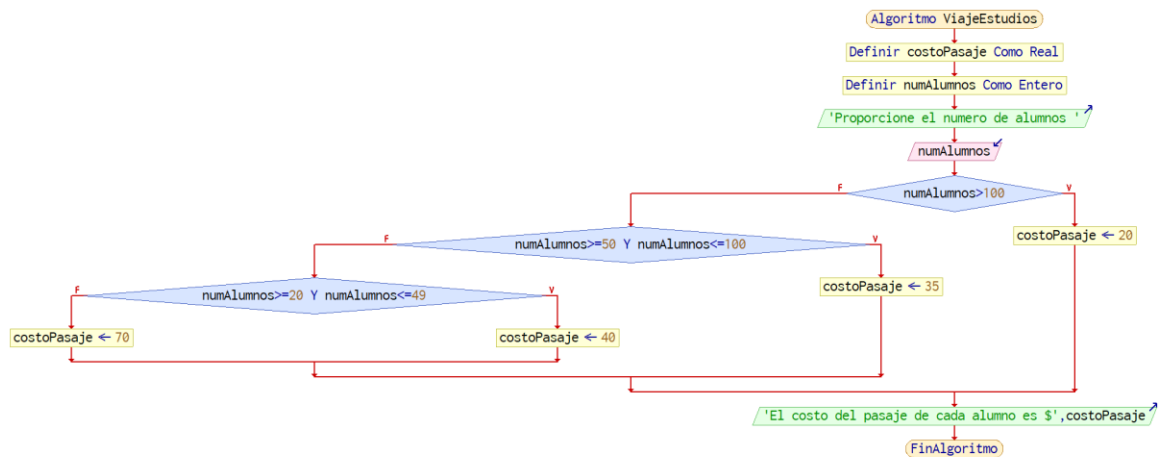 Algoritmo ViajeEstudios
Definir costoPasaje Como Real
Definir numAlumnos Como Entero
'Proporcione el numero de alumnos '
numAlumnos
F
numAlumnos>100
V
F
numAlumnos>=50 Y numAlumnos<=100
V
costoPasaje ← 20
F
numAlumnos>=20 Y numAlumnos<=49
V
costoPasaje ← 35
costoPasaje ← 70
costoPasaje ← 40
'El costo del pasaje de cada alumno es $',costoPasaje
FinAlgoritmo